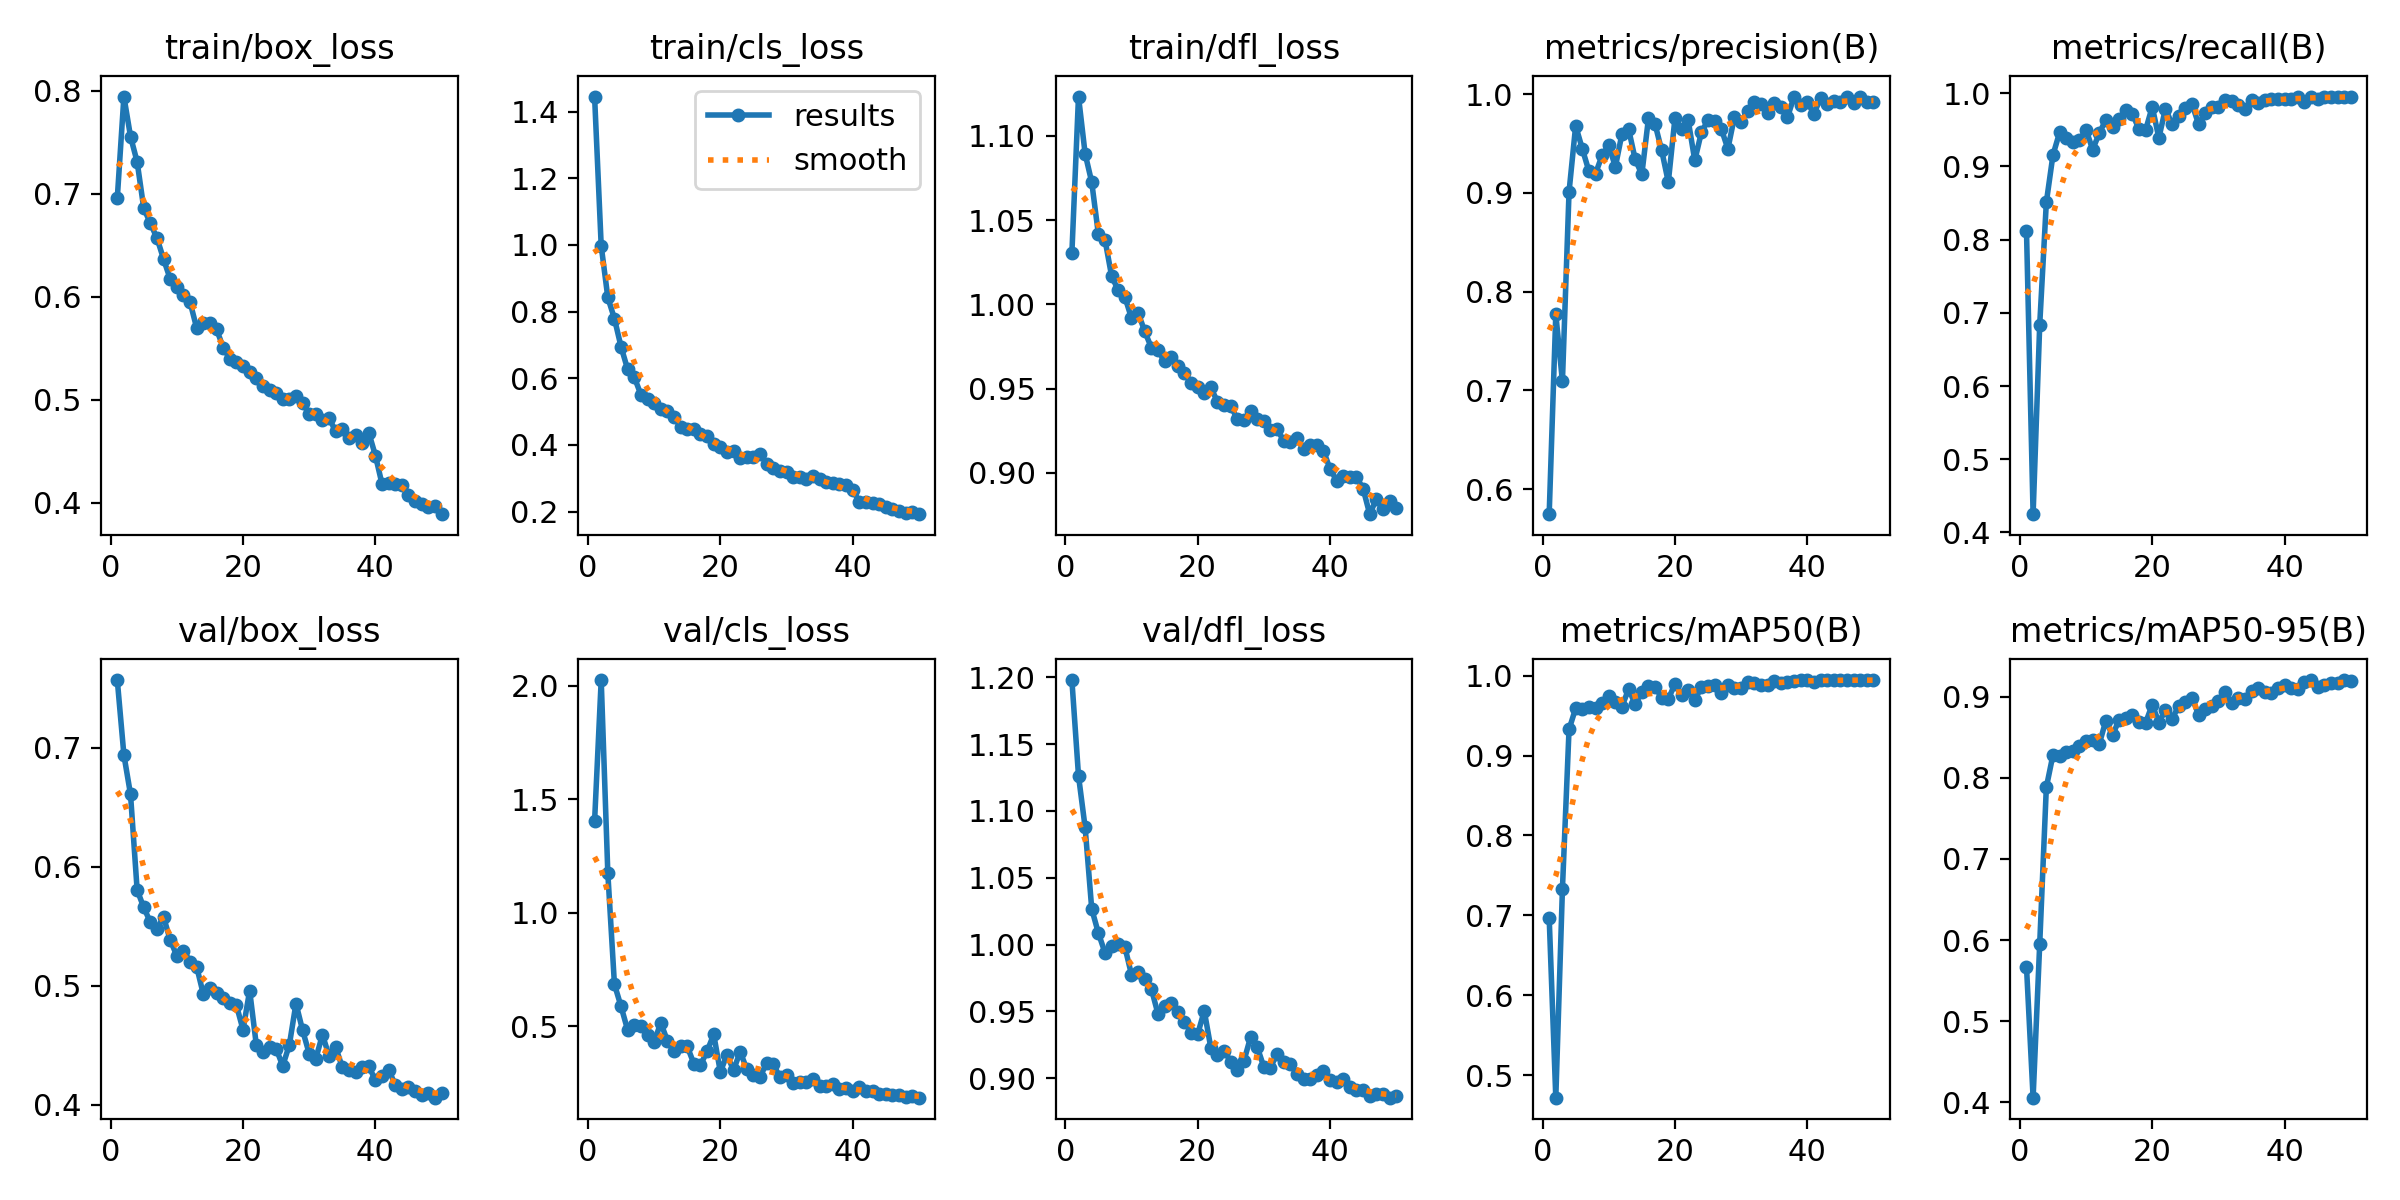 train/box_loss
train/cls_loss
train/dfl_loss
metrics/precision(B)
metrics/recall(B)
0.8
0.7
0.6
0.5
0.4
0 20 40
1.4
1.2
1.0
0.8
0.6
0.4
0.2
0 20 40
results
smooth
1.10
1.05
1.00
0.95
0.90
0 20 40
1.0
0.9
0.8
0.7
0.6
0 20 40
1.0
0.9
0.8
0.7
0.6
0.5
0.4
0 20 40
val/box_loss
val/cls_loss
val/dfl_loss
metrics/mAP50(B)
metrics/mAP50-95(B)
0.7
0.6
0.5
0.4
0 20 40
2.0
1.5
1.0
0.5
0 20 40
1.20
1.15
1.10
1.05
1.00
0.95
0.90
0 20 40
1.0
0.9
0.8
0.7
0.6
0.5
0 20 40
0.9
0.8
0.7
0.6
0.5
0.4
0 20 40